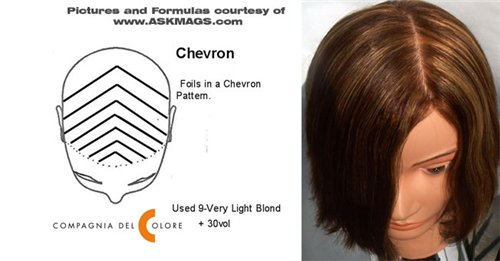 Pictures and Formulas courtesy of
www.ASKMAGS.com
Chevron
Foils in a Chevron
Pattern.
Used 9-Very Light Blond
+ 30vol
COMPAGNIA DEL COLORE